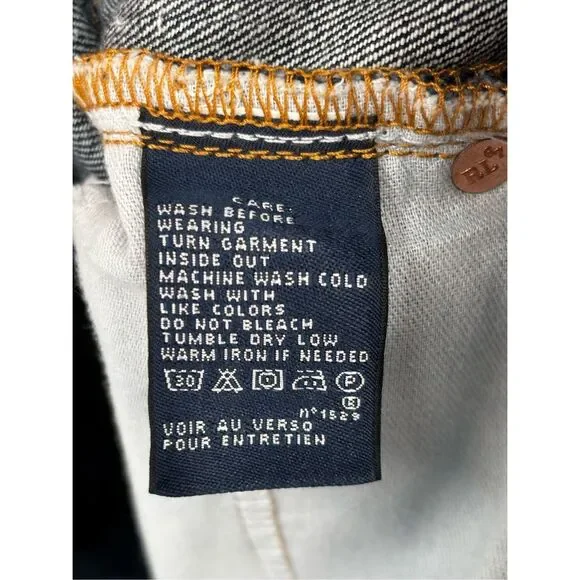 CARE.
WASH BEFORE
WEARING
TURN GARMENT
INSIDE OUT
MACHINE WASH COLD
WASH WITH
LIKE COLORS
DO NOT BLEACH
TUMBLE DRY LOW
WARM IRON IF NEEDED
30 P
B
n° 1529
VOIR AU VERSO
POUR ENTRETIEN
RL